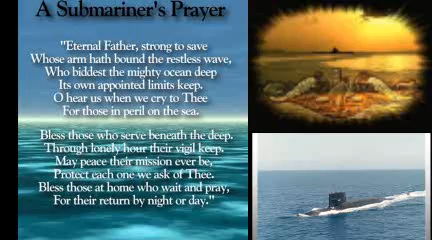 A Submariner's Prayer
"Eternal Father, strong to save
Whose arm hath bound the restless wave,
Who biddest the mighty ocean deep
Its own appointed limits keep.
O hear us when we cry to Thee
For those in peril on the sea.
Bless those who serve beneath the deep.
Through lonely hour their vigil keep.
May peace their mission ever be,
Protect each one we ask of Thee.
Bless those at home who wait and pray,
For their return by night or day."